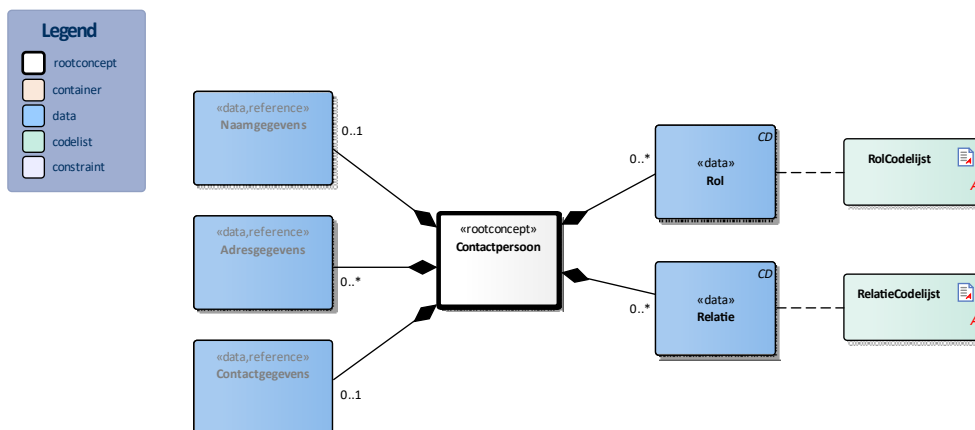 Legend
rootconcept
container
data
codelist
constraint
«data,reference»
Naamgegevens
0..1
«data,reference»
Adresgegevens
0..*
«data,reference»
Contactgegevens
0..1
«rootconcept»
Contactpersoon
CD
«data»
Rol
0..*
CD
«data»
Relatie
0..*
RolCodelijst
RelatieCodelijst